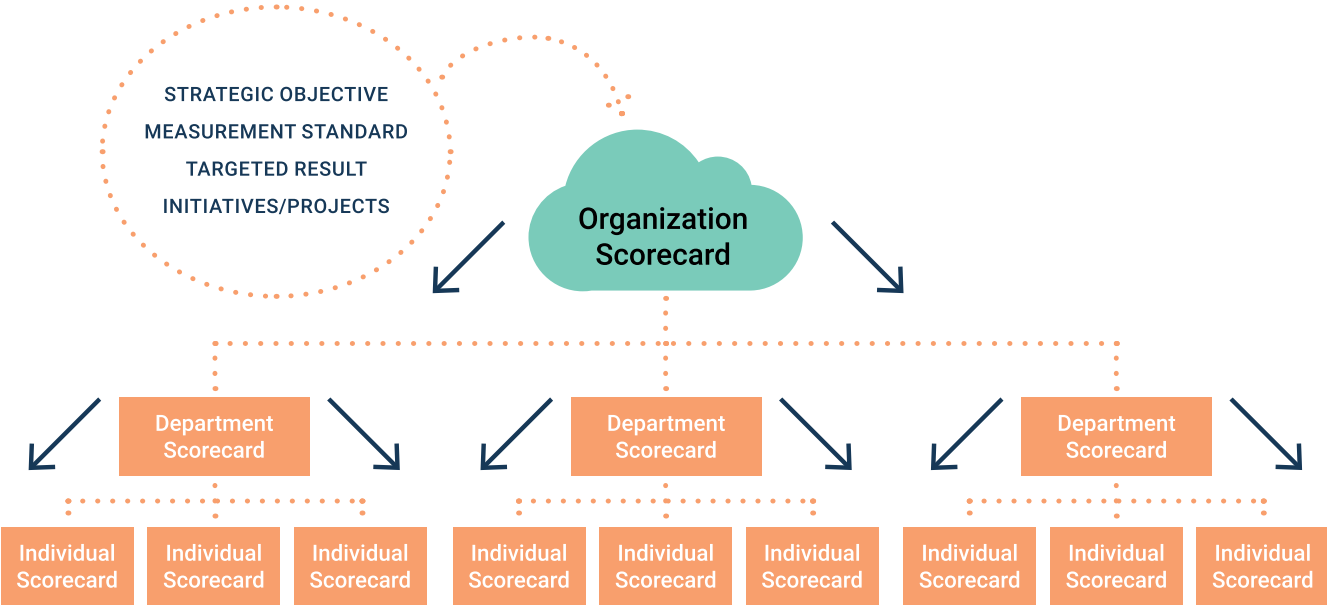 STRATEGIC OBJECTIVE
MEASUREMENT STANDARD
TARGETED RESULT
INITIATIVES/PROJECTS
Organization
Scorecard
Department
Scorecard
Department
Scorecard
Department
Scorecard
Individual
Scorecard
Individual
Scorecard
Individual
Scorecard
Individual
Scorecard
Individual
Scorecard
Individual
Scorecard
Individual
Scorecard
Individual
Scorecard
Individual
Scorecard